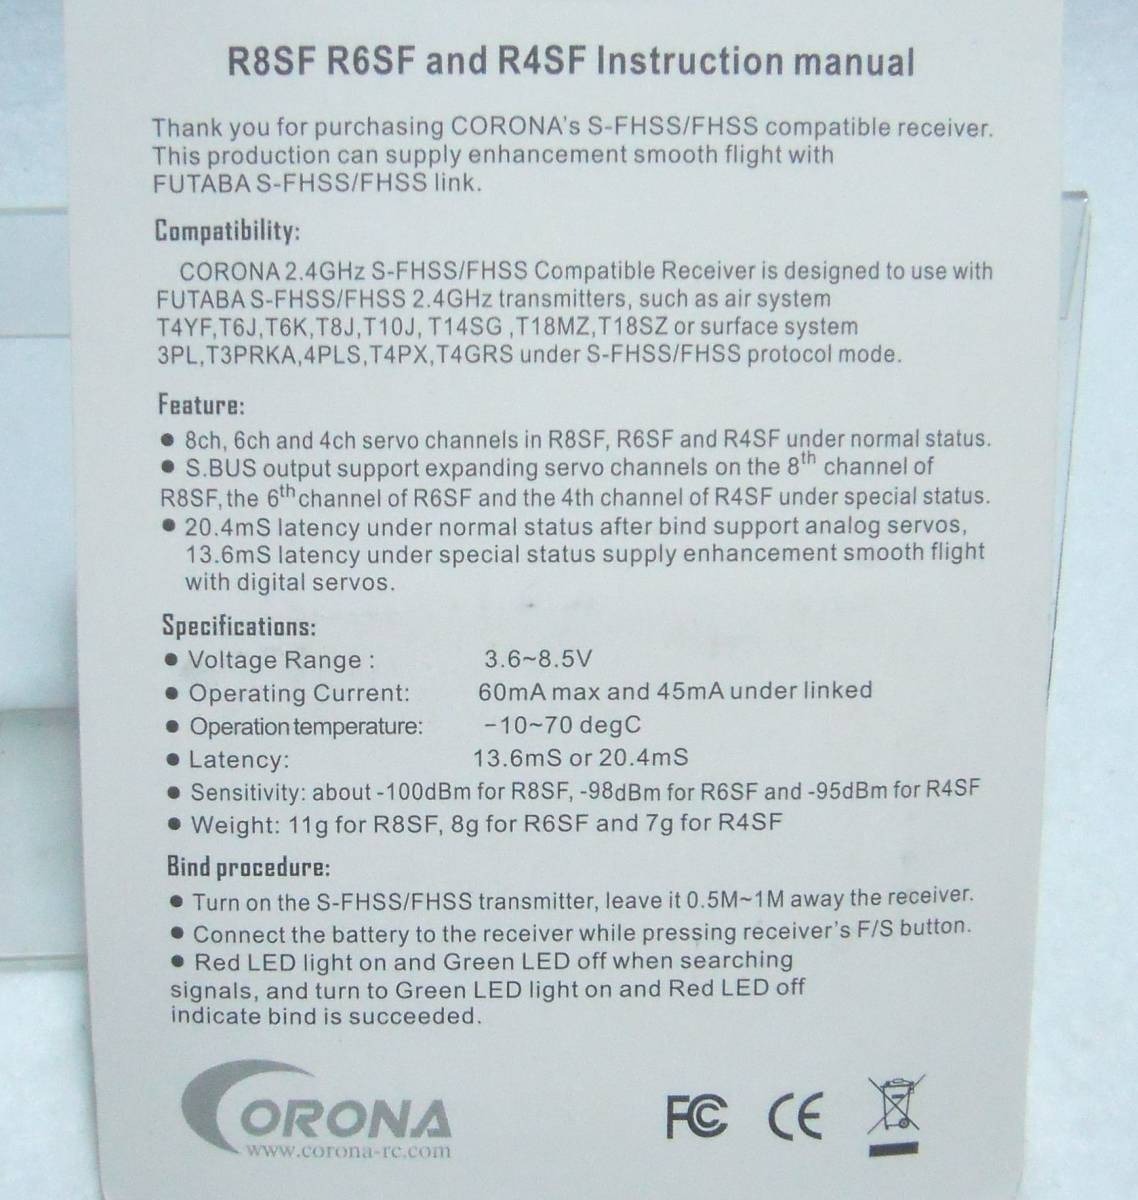 R8SF R6SF and R4SF Instruction manual
Thank you for purchasing CORONA's S-FHSS/FHSS compatible receiver.
This production can supply enhancement smooth flight with
FUTABA S-FHSS/FHSS link.
Compatibility:
CORONA 2.4GHz S-FHSS/FHSS Compatible Receiver is designed to use with
FUTABA S-FHSS/FHSS 2.4GHz transmitters, such as air system
T4YF,T6J,T6K,T8J,T10J, T14SG ,T18MZ,T18SZ or surface system
3PL,T3PRKA,4PLS,T4PX,T4GRS under S-FHSS/FHSS protocol mode.
Feature:
● 8ch, 6ch and 4ch servo channels in R8SF, R6SF and R4SF under normal status.
● S.BUS output support expanding servo channels on the 8th channel of
R8SF, the 6th channel of R6SF and the 4th channel of R4SF under special status.
● 20.4mS latency under normal status after bind support analog servos,
13.6mS latency under special status supply enhancement smooth flight
with digital servos.
Specifications:
● Voltage Range : 3.6~8.5V
● Operating Current: 60mA max and 45mA under linked
● Operation temperature: -10~70 degC
● Latency: 13.6mS or 20.4mS
● Sensitivity: about -100dBm for R8SF, -98dBm for R6SF and -95dBm for R4SF
● Weight: 11g for R8SF, 8g for R6SF and 7g for R4SF
Bind procedure:
● Turn on the S-FHSS/FHSS transmitter, leave it 0.5M~1M away the receiver.
● Connect the battery to the receiver while pressing receiver's F/S button.
● Red LED light on and Green LED off when searching
signals, and turn to Green LED light on and Red LED off
indicate bind is succeeded.
CORONA
www.corona-rc.com
FC CE